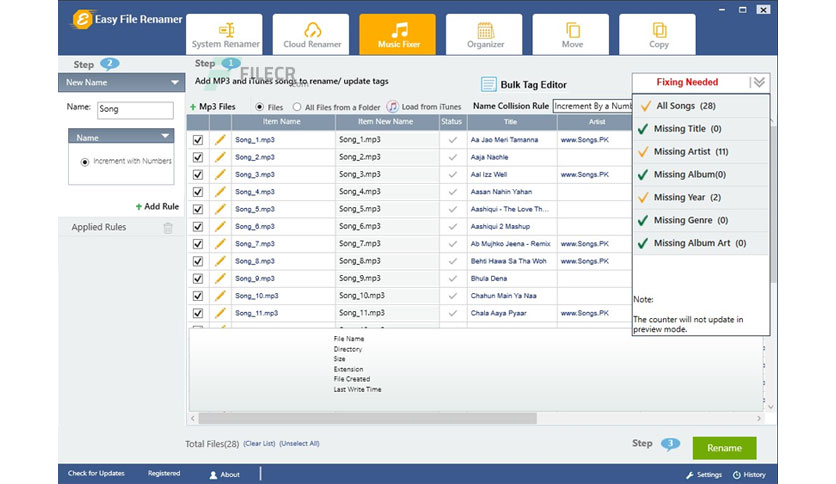 Easy File Renamer
System Renamer
Cloud Renamer
Music Fixer
Organizer
Move
Copy
Step 2
Step 1
FILECR
.com
New Name
Name: Song
Name
Increment with Numbers
+ Add Rule
Applied Rules
Add MP3 and iTunes songs to rename/ update tags
Bulk Tag Editor
+ Mp3 Files
Files
All Files from a Folder
Load from iTunes
Name Collision Rule
Increment By a Numb
Item Name Item New Name Status Title Artist
Song_1.mp3 Song_1.mp3 Aa Jao Meri Tamanna www.Songs.PK
Song_2.mp3 Song_2.mp3 Aaja Nachle
Song_3.mp3 Song_3.mp3 Aal Izz Well www.Songs.PK
Song_4.mp3 Song_4.mp3 Aasan Nahin Yahan
Song_5.mp3 Song_5.mp3 Aashiqui - The Love Th...
Song_6.mp3 Song_6.mp3 Aashiqui 2 Mashup
Song_7.mp3 Song_7.mp3 Ab Mujhko Jeena - Remix www.Songs.PK
Song_8.mp3 Song_8.mp3 Behti Hawa Sa Tha Woh www.Songs.PK
Song_9.mp3 Song_9.mp3 Bhula Dena
Song_10.mp3 Song_10.mp3 Chahun Main Ya Naa
Song_11.mp3 Song_11.mp3 Chala Aaya Pyaar www.Songs.PK
Fixing Needed
All Songs (28)
Missing Title (0)
Missing Artist (11)
Missing Album(0)
Missing Year (2)
Missing Genre (0)
Missing Album Art (0)
Note:
The counter will not update in
preview mode.
File Name
Directory
Size
Extension
File Created
Last Write Time
Total Files(28) (Clear List) (Unselect All)
Step 3
Rename
Check for Updates
Registered
About
Settings
History